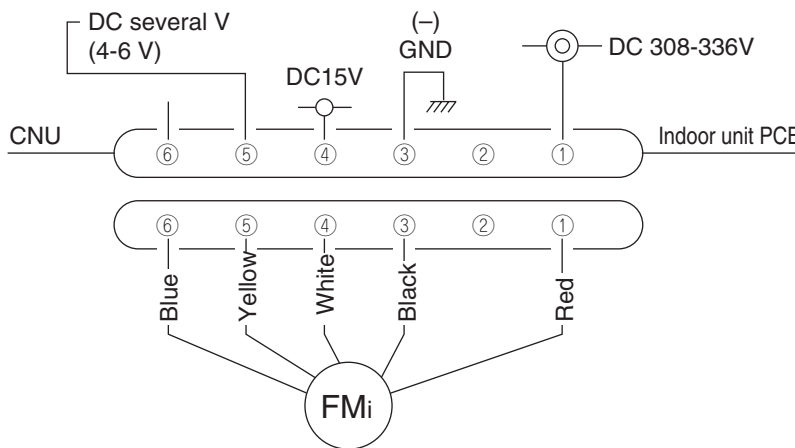 DC several V
(4-6 V)
DC15V
(–)
GND
DC 308-336V
CNU
⑥ ⑤ ④ ③ ② ①
Indoor unit PCB
⑥ ⑤ ④ ③ ② ①
Blue
Yellow
White
Black
Red
FMi